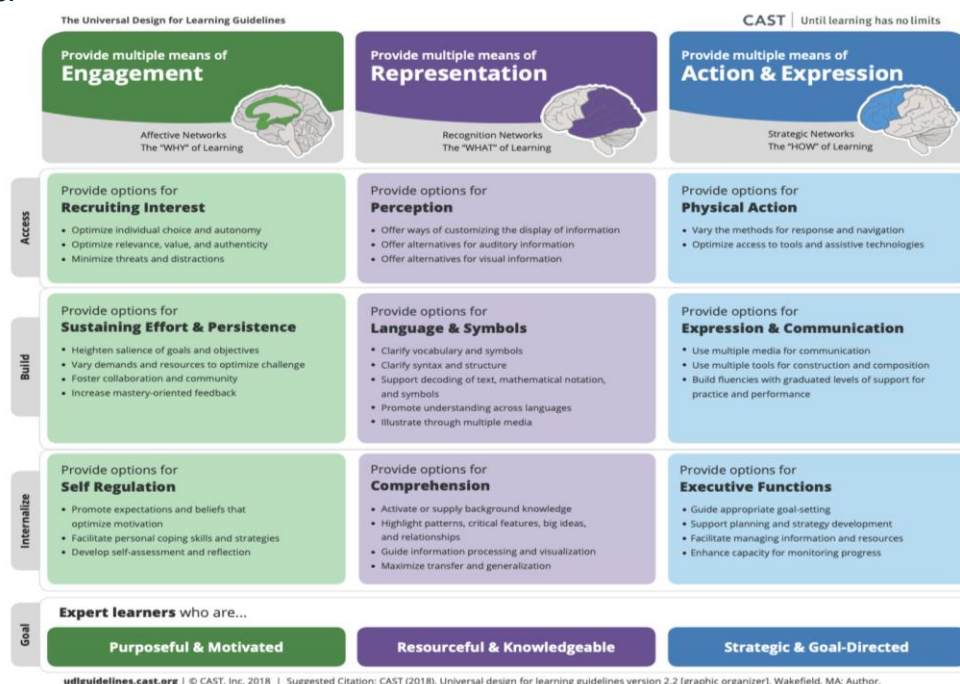 The Universal Design for Learning Guidelines
CAST | Until learning has no limits
Provide multiple means of
Engagement
Affective Networks
The "WHY" of Learning
Provide multiple means of
Representation
Recognition Networks
The "WHAT" of Learning
Provide multiple means of
Action & Expression
Strategic Networks
The "HOW" of Learning
Access
Provide options for
Recruiting Interest
• Optimize individual choice and autonomy
• Optimize relevance, value, and authenticity
• Minimize threats and distractions
Provide options for
Perception
• Offer ways of customizing the display of information
• Offer alternatives for auditory information
• Offer alternatives for visual information
Provide options for
Physical Action
• Vary the methods for response and navigation
• Optimize access to tools and assistive technologies
Build
Provide options for
Sustaining Effort & Persistence
• Heighten salience of goals and objectives
• Vary demands and resources to optimize challenge
• Foster collaboration and community
• Increase mastery-oriented feedback
Provide options for
Language & Symbols
• Clarify vocabulary and symbols
• Clarify syntax and structure
• Support decoding of text, mathematical notation,
and symbols
• Promote understanding across languages
• Illustrate through multiple media
Provide options for
Expression & Communication
• Use multiple media for communication
• Use multiple tools for construction and composition
• Build fluencies with graduated levels of support for
practice and performance
Internalize
Provide options for
Self Regulation
• Promote expectations and beliefs that
optimize motivation
• Facilitate personal coping skills and strategies
• Develop self-assessment and reflection
Provide options for
Comprehension
• Activate or supply background knowledge
• Highlight patterns, critical features, big ideas,
and relationships
• Guide information processing and visualization
• Maximize transfer and generalization
Provide options for
Executive Functions
• Guide appropriate goal-setting
• Support planning and strategy development
• Facilitate managing information and resources
• Enhance capacity for monitoring progress
Goal
Expert learners who are...
Purposeful & Motivated
Resourceful & Knowledgeable
Strategic & Goal-Directed
udlguidelines.cast.org | © CAST, Inc. 2018 | Suggested Citation: CAST (2018). Universal design for learning guidelines version 2.2 [graphic organizer]. Wakefield, MA: Author.